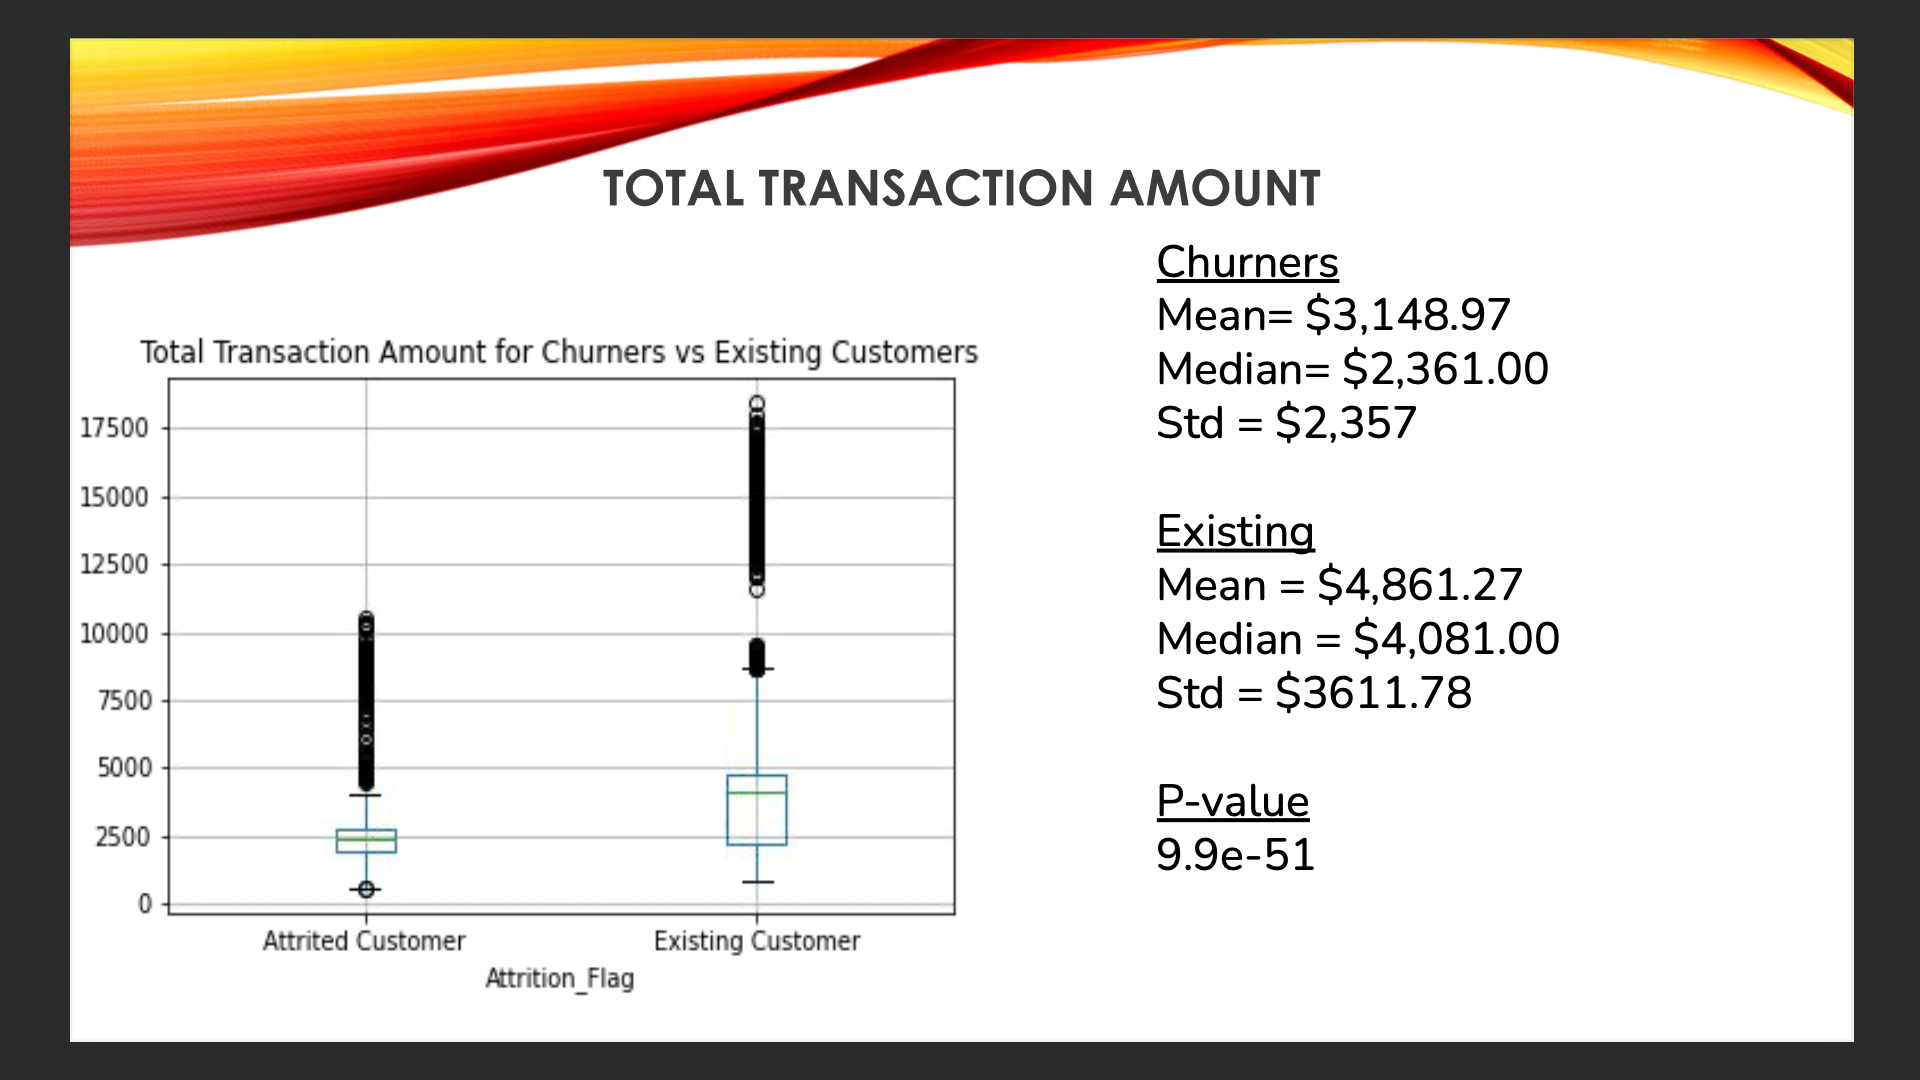 TOTAL TRANSACTION AMOUNT
Total Transaction Amount for Churners vs Existing Customers
17500
15000
12500
10000
7500
5000
2500
0
Attrited Customer
Existing Customer
Attrition_Flag
Churners
Mean= $3,148.97
Median= $2,361.00
Std = $2,357
Existing
Mean = $4,861.27
Median = $4,081.00
Std = $3611.78
P-value
9.9e-51